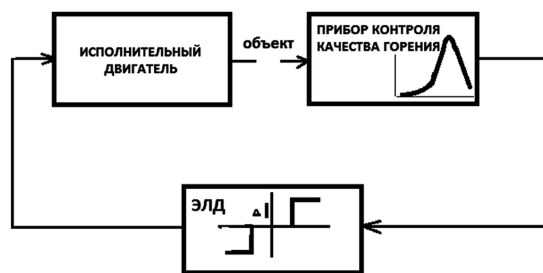 ИСПОЛНИТЕЛЬНЫЙ
ДВИГАТЕЛЬ
объект
ПРИБОР КОНТРОЛЯ
КАЧЕСТВА ГОРЕНИЯ
ЭЛД